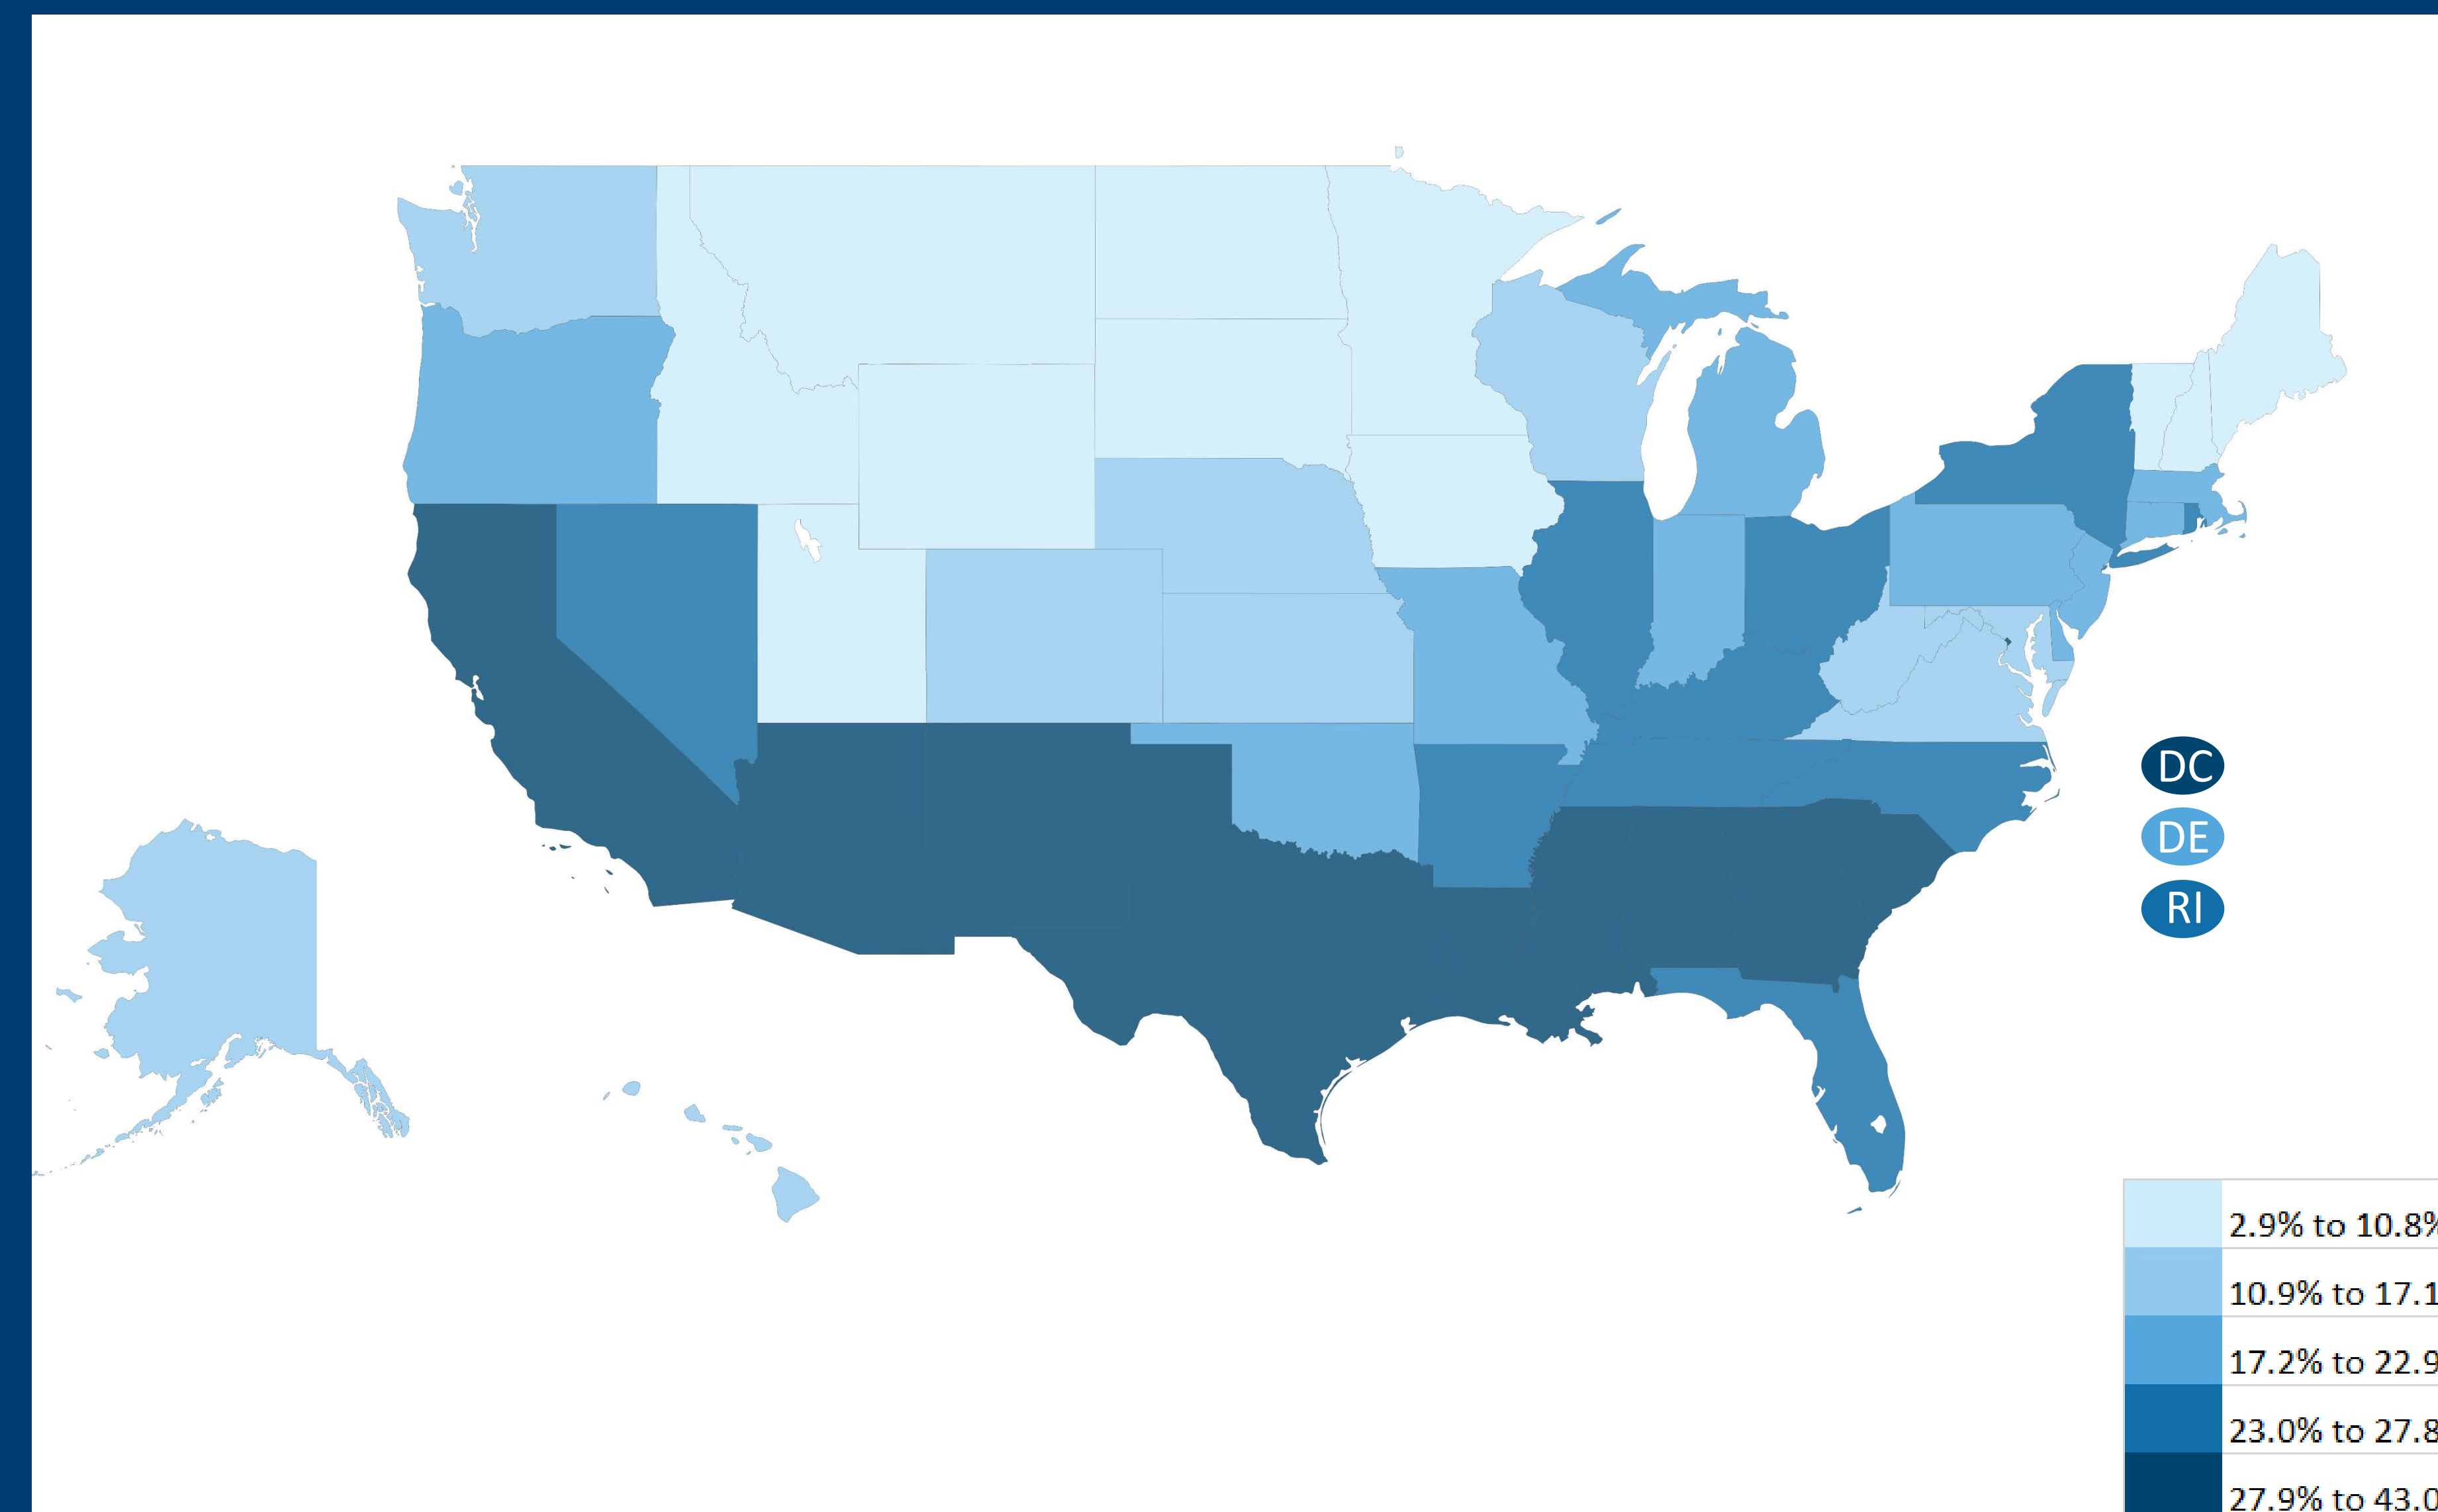 DC
DE
RI
2.9% to 10.8%
10.9% to 17.1
17.2% to 22.9
23.0% to 27.8
27.9% to 43.0